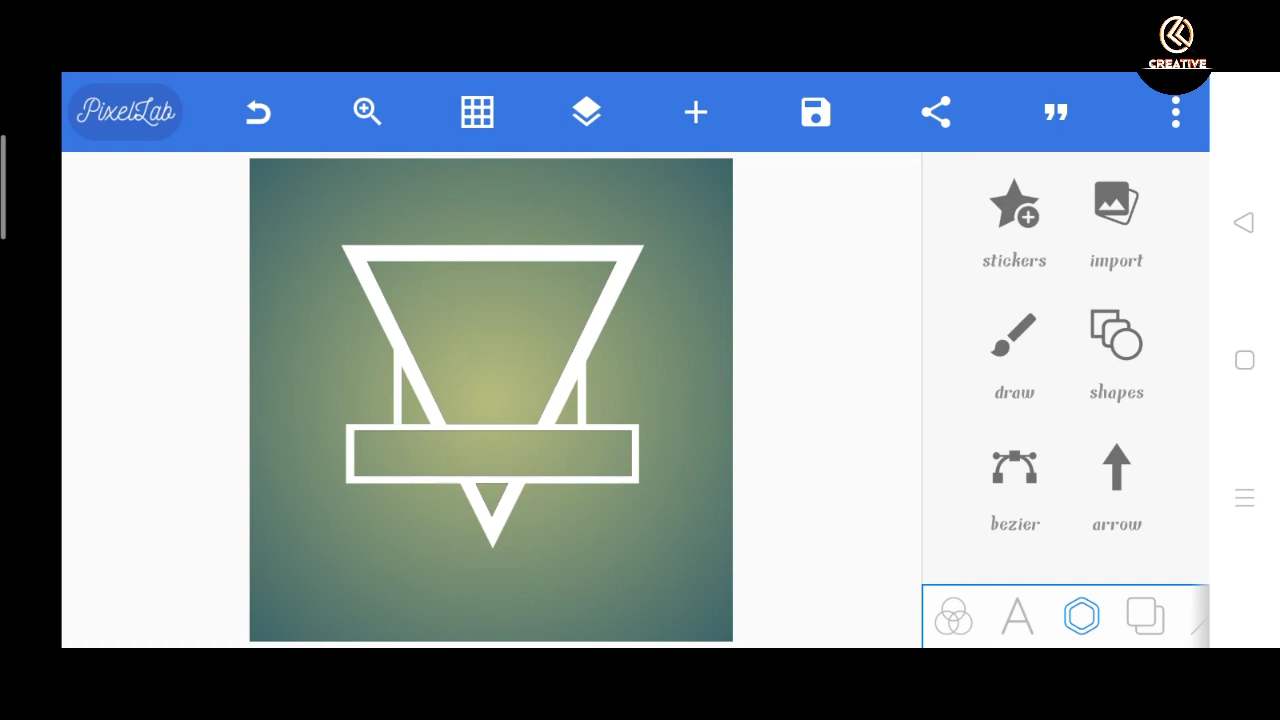 CREATIVE
PixelLab
stickers
import
draw
shapes
bezier
arrow